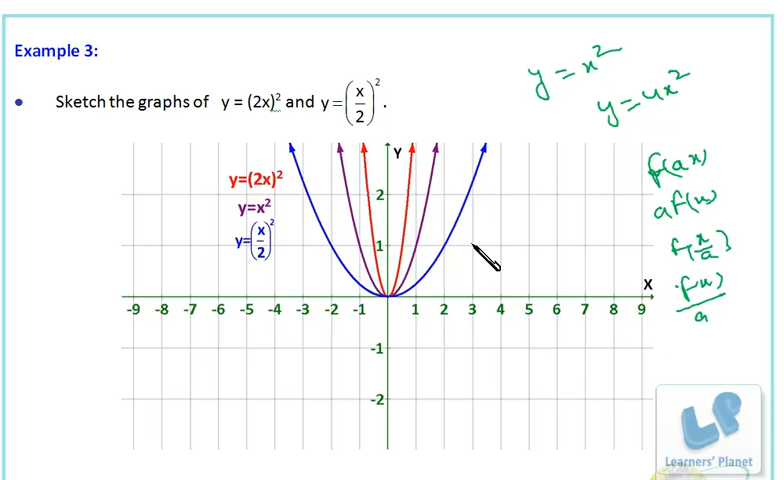 Example 3:
y = x²
y = 4x²
• Sketch the graphs of y = (2x)² and y = (x/2)².
Y
y=(2x)²
y=x²
y=(x/2)²
2
1
X
-9 -8 -7 -6 -5 -4 -3 -2 -1 1 2 3 4 5 6 7 8 9
-1
-2
f(ax)
af(x)
f(x/a)
f(x)/a
LP
Learners' Planet